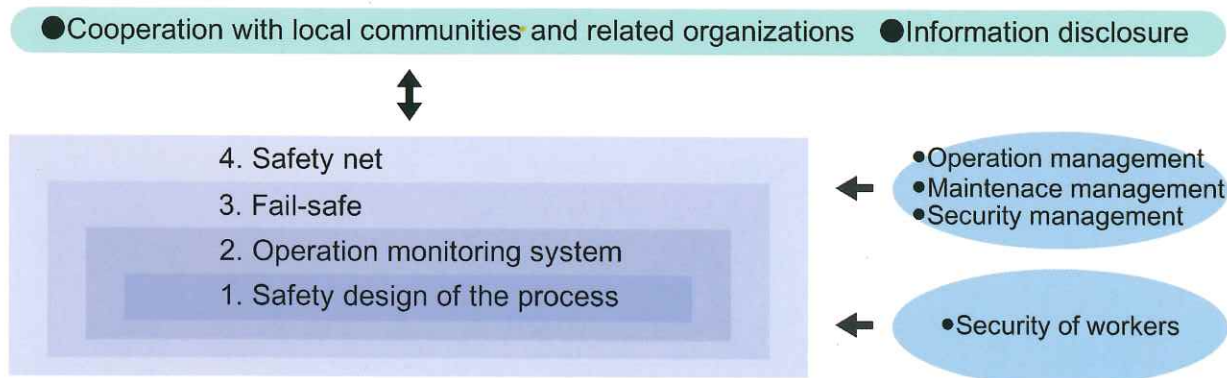 ●Cooperation with local communities and related organizations ●Information disclosure
4. Safety net
3. Fail-safe
2. Operation monitoring system
1. Safety design of the process
●Operation management
●Maintenace management
●Security management
●Security of workers